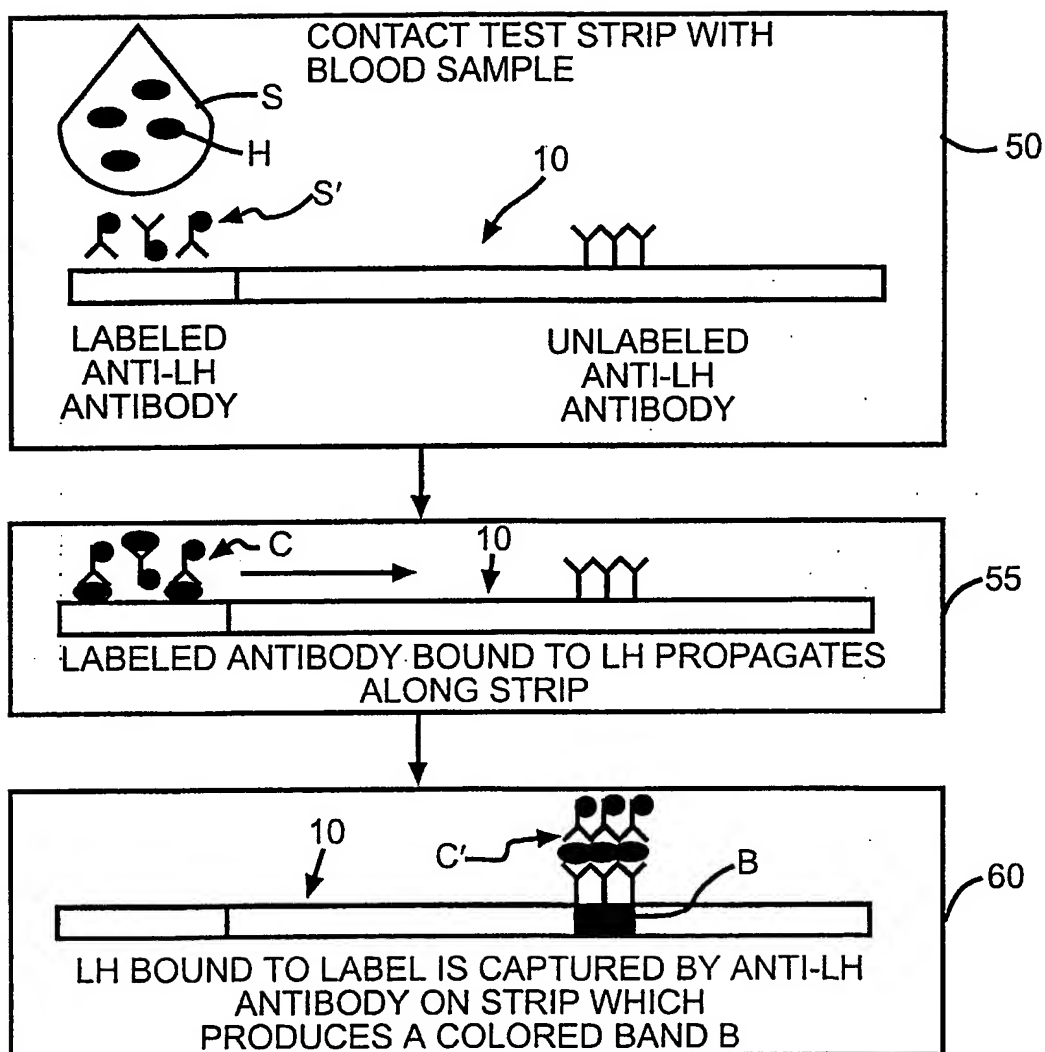 CONTACT TEST STRIP WITH
BLOOD SAMPLE
S
H
50
10
S'
LABELED
ANTI-LH
ANTIBODY
UNLABELED
ANTI-LH
ANTIBODY
C
10
55
LABELED ANTIBODY BOUND TO LH PROPAGATES
ALONG STRIP
10
C'
B
60
LH BOUND TO LABEL IS CAPTURED BY ANTI-LH
ANTIBODY ON STRIP WHICH
PRODUCES A COLORED BAND B